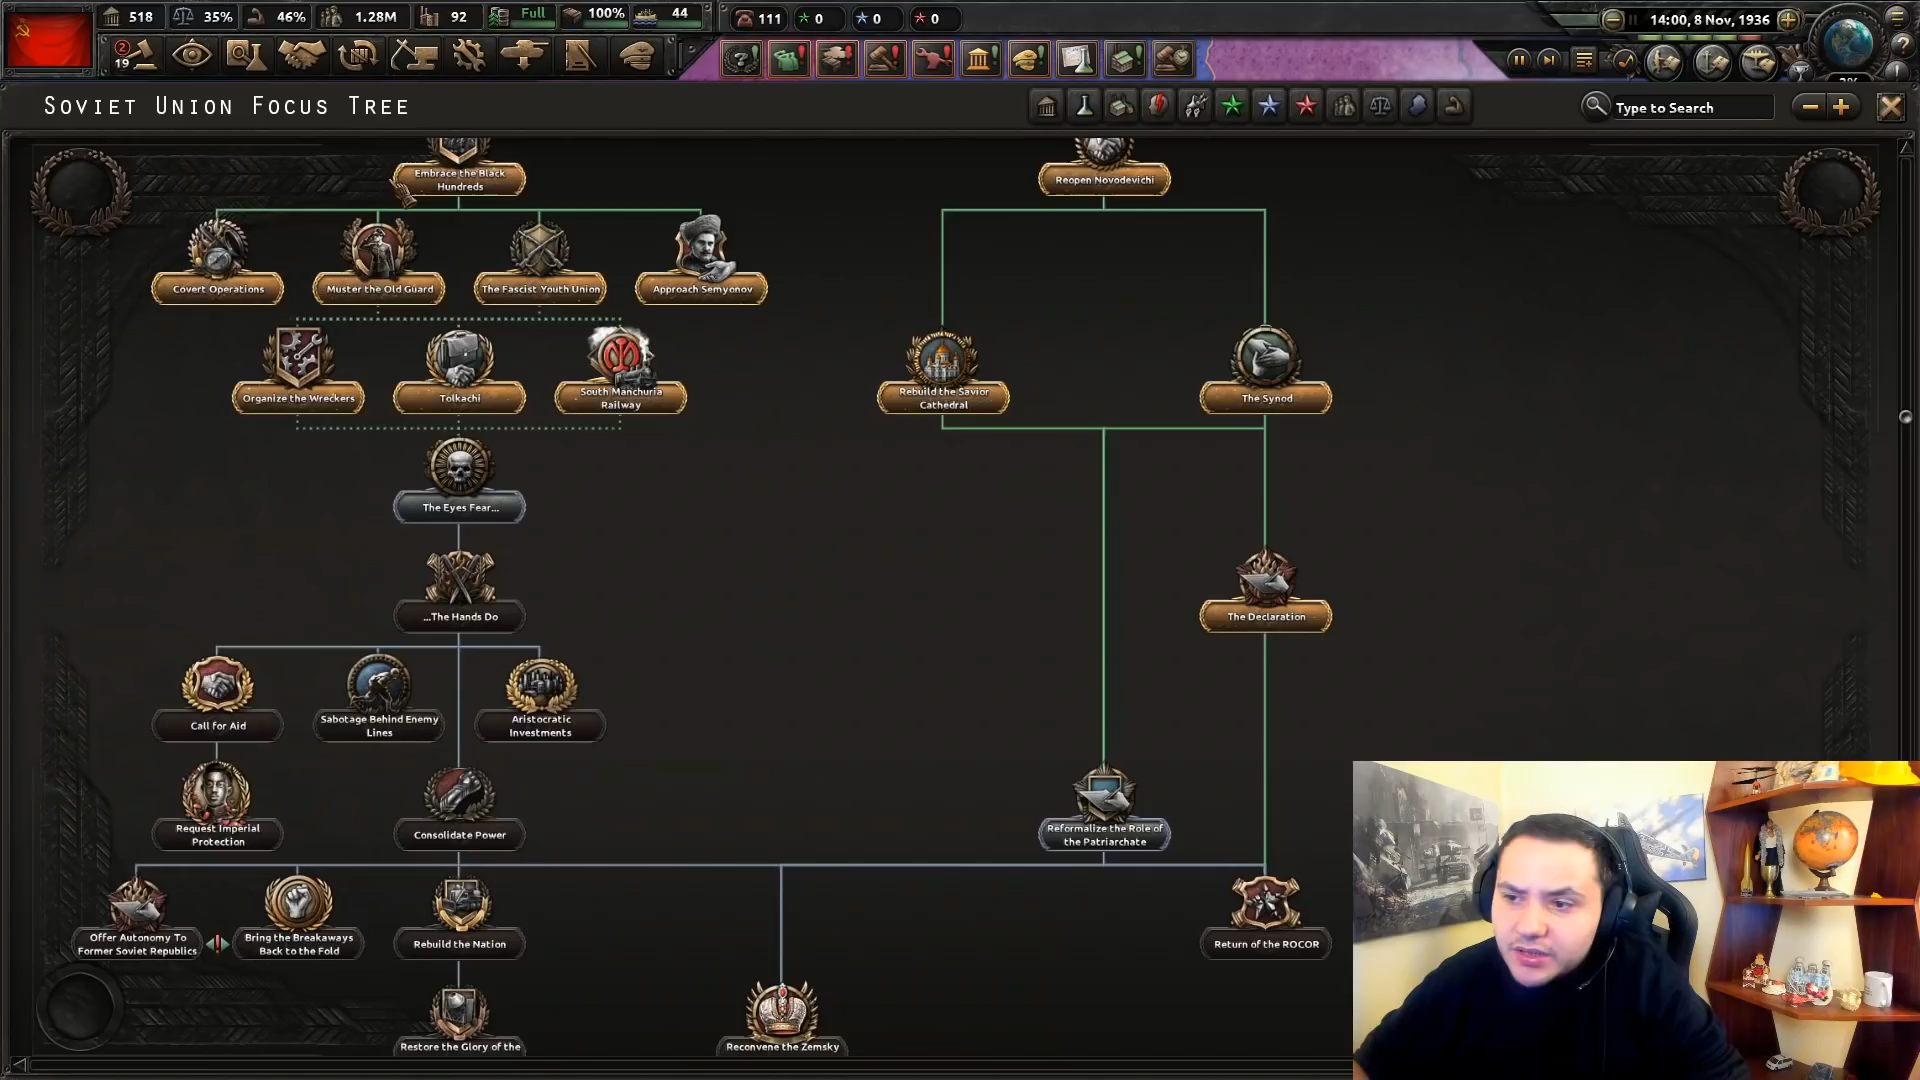 518
35%
46%
1.28M
92
Full
100%
44
111
0
0
0
14:00, 8 Nov, 1936
2
19
Soviet Union Focus Tree
Type to Search
Embrace the Black
Hundreds
Reopen Novodevichi
Covert Operations
Muster the Old Guard
The Fascist Youth Union
Approach Semyonov
Organize the Wreckers
Tolkachi
South Manchuria
Railway
Rebuild the Savior
Cathedral
The Synod
The Eyes Fear...
...The Hands Do
The Declaration
Call for Aid
Sabotage Behind Enemy
Lines
Aristocratic
Investments
Request Imperial
Protection
Consolidate Power
Reformalize the Role of
the Patriarchate
Offer Autonomy To
Former Soviet Republics
Bring the Breakaways
Back to the Fold
Rebuild the Nation
Return of the ROCOR
Restore the Glory of the
Reconvene the Zemsky